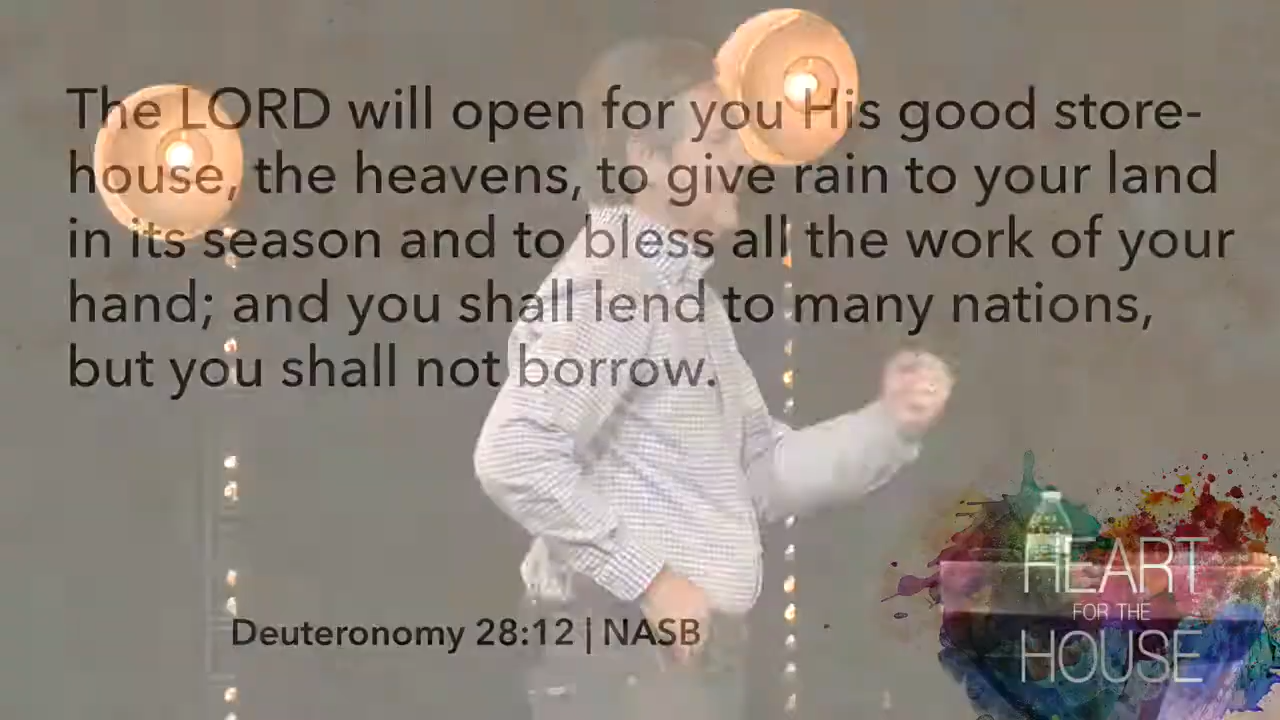 The LORD will open for you His good store-
house, the heavens, to give rain to your land
in its season and to bless all the work of your
hand; and you shall lend to many nations,
but you shall not borrow.
Deuteronomy 28:12 | NASB
HEART
FOR THE
HOUSE